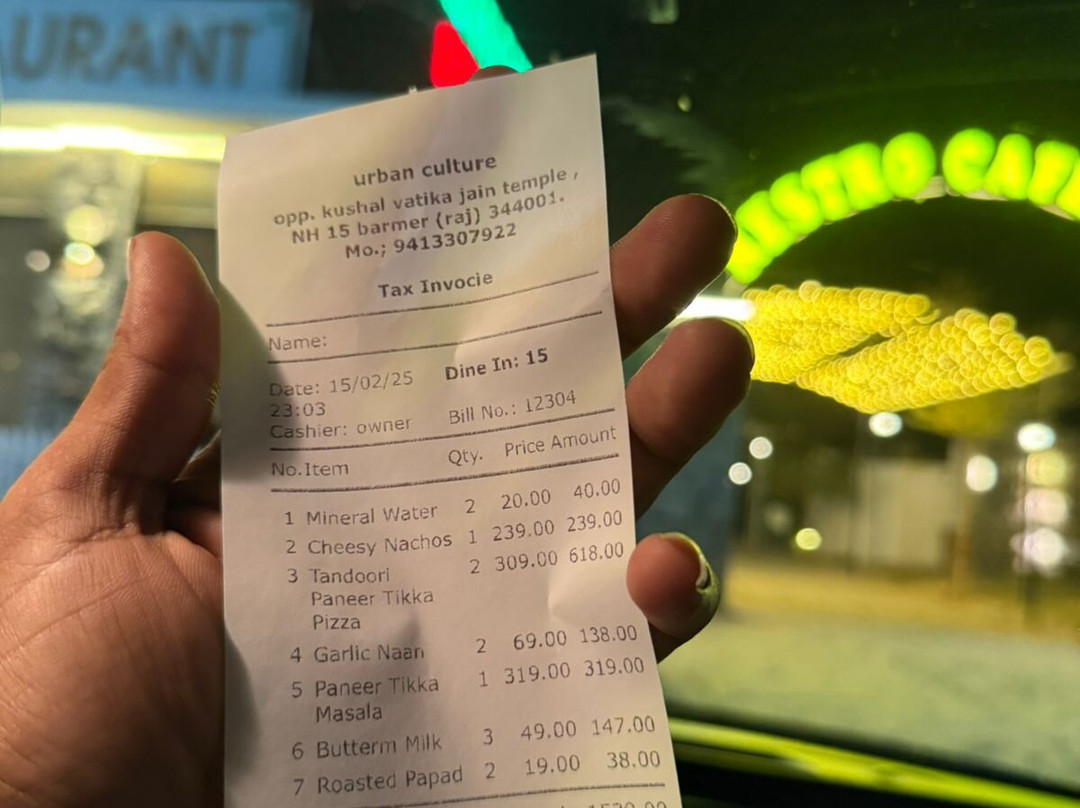 URANT
urban culture
opp. kushal vatika jain temple ,
NH 15 barmer (raj) 344001.
Mo.; 9413307922
Tax Invocie
Name:
Date: 15/02/25 Dine In: 15
23:03
Cashier: owner Bill No.: 12304
No.Item Qty. Price Amount
1 Mineral Water 2 20.00 40.00
2 Cheesy Nachos 1 239.00 239.00
3 Tandoori 2 309.00 618.00
Paneer Tikka
Pizza
4 Garlic Naan 2 69.00 138.00
5 Paneer Tikka 1 319.00 319.00
Masala
6 Butterm Milk 3 49.00 147.00
7 Roasted Papad 2 19.00 38.00